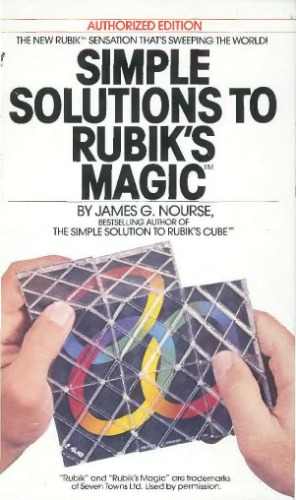 AUTHORIZED EDITION
THE NEW RUBIK™ SENSATION THAT'S SWEEPING THE WORLD!
SIMPLE
SOLUTIONS TO
RUBIK'S
MAGIC™
BY JAMES G. NOURSE,
BESTSELLING AUTHOR OF
THE SIMPLE SOLUTION TO RUBIK'S CUBE™
"Rubik" and "Rubik's Magic" are trademarks
of Seven Towns Ltd. Used by permission.